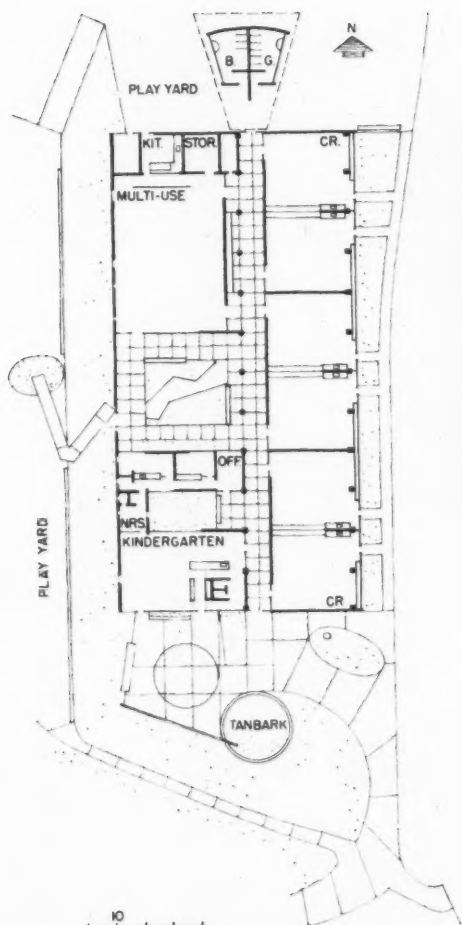 N
B. G.
PLAY YARD
KIT. STOR. CR.
MULTI-USE
OFF.
NRS.
KINDERGARTEN
PLAY YARD
CR.
TANBARK
10